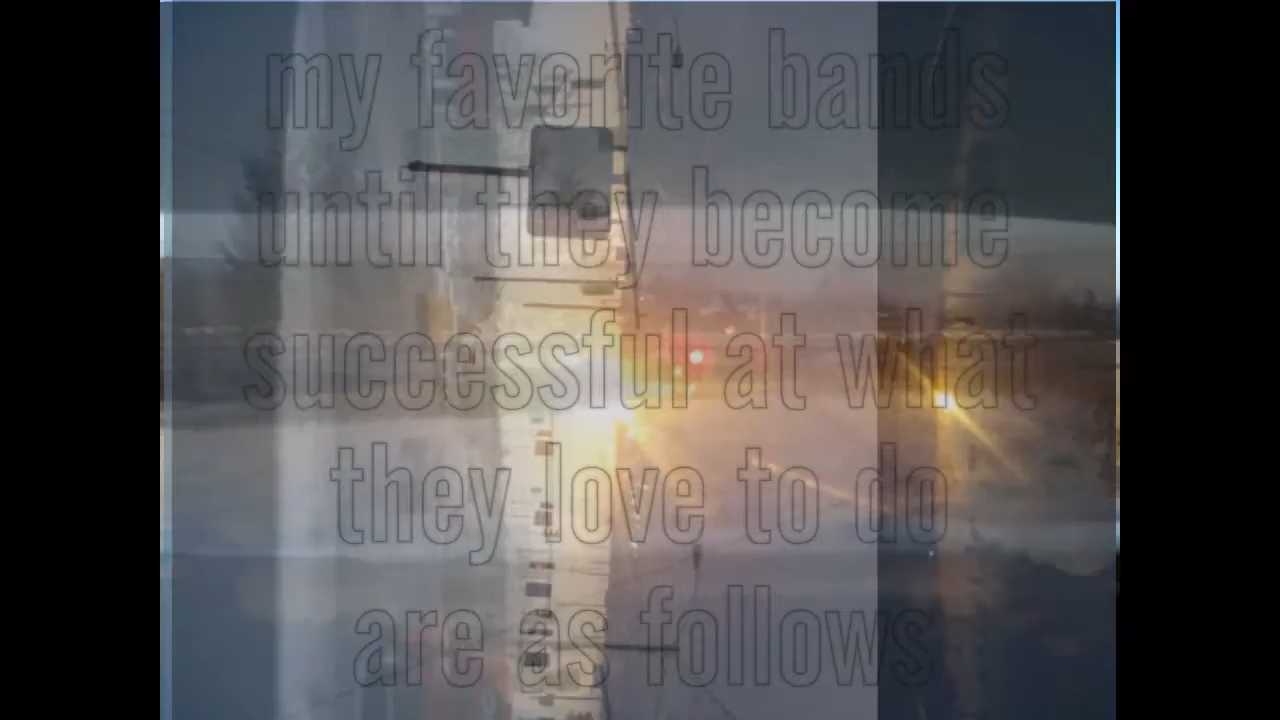 my favorite bands
until they become
successful at what
they love to do
are as follows